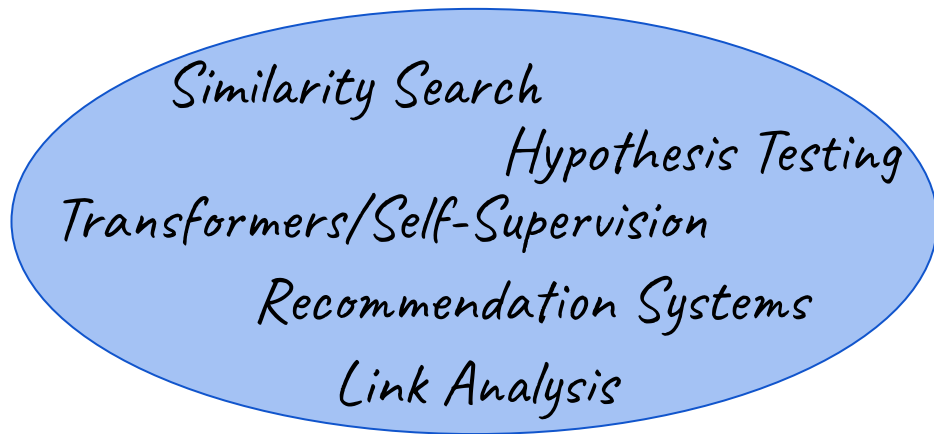 Similarity Search
Hypothesis Testing
Transformers/Self-Supervision
Recommendation Systems
Link Analysis